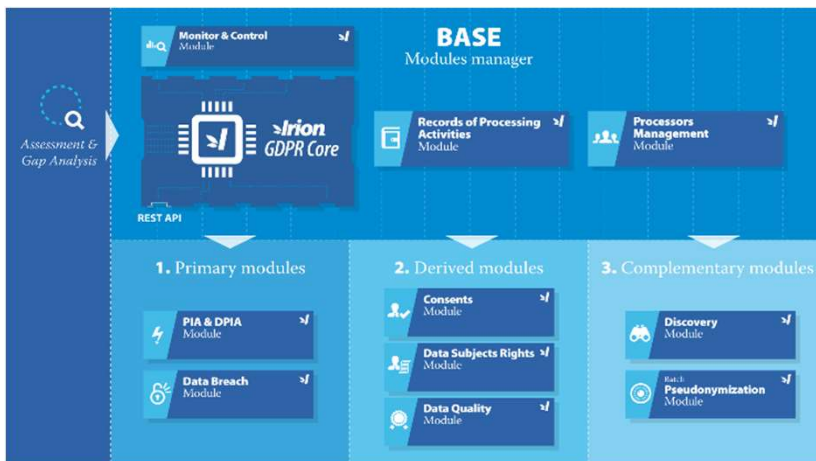 Assessment &
Gap Analysis
Monitor & Control
Module
BASE
Modules manager
Irion
GDPR Core
REST API
Records of Processing
Activities
Module
Processors
Management
Module
1. Primary modules
PIA & DPIA
Module
Data Breach
Module
2. Derived modules
Consents
Module
Data Subjects Rights
Module
Data Quality
Module
3. Complementary modules
Discovery
Module
Batch
Pseudonymization
Module